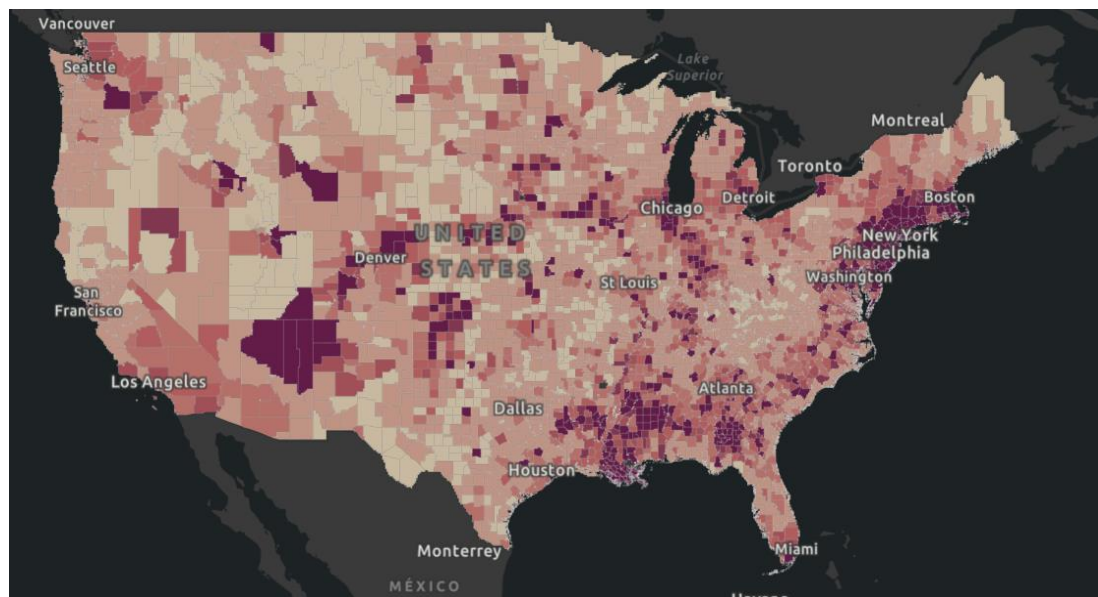 Vancouver
Seattle
Lake
Superior
Montreal
Toronto
Boston
Detroit
Chicago
New York
UNITED
Philadelphia
Denver
STATES
Washington
St Louis
San
Francisco
Los Angeles
Atlanta
Dallas
Houston
Miami
Monterrey
MÉXICO